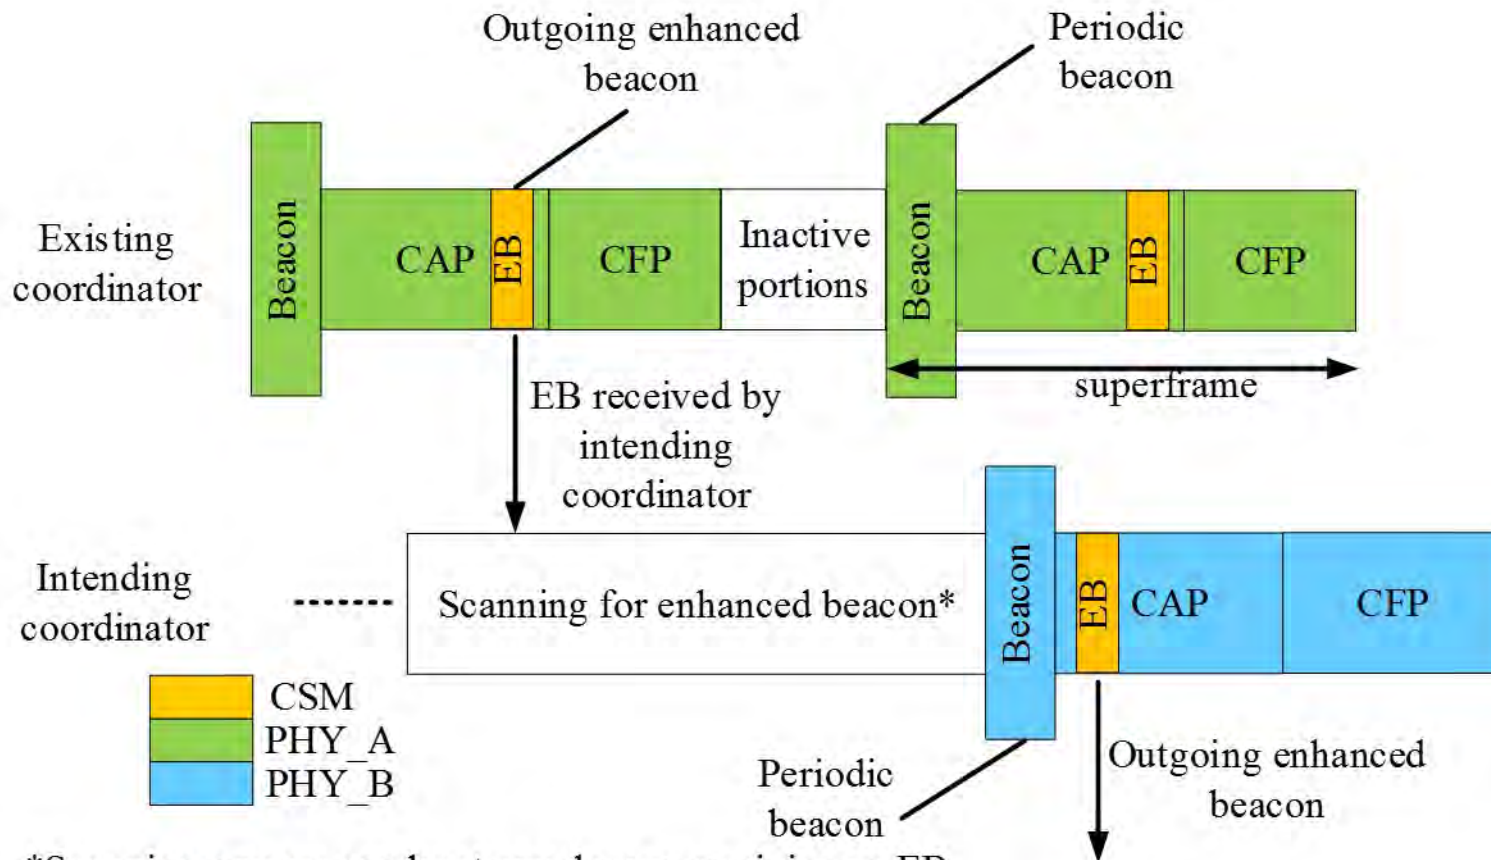 Outgoing enhanced
beacon
Periodic
beacon
Existing
coordinator
Beacon
CAP
EB
CFP
Inactive
portions
Beacon
CAP
EB
CFP
superframe
EB received by
intending
coordinator
Intending
coordinator
Scanning for enhanced beacon*
Beacon
EB
CAP
CFP
CSM
PHY_A
PHY_B
Periodic
beacon
Outgoing enhanced
beacon